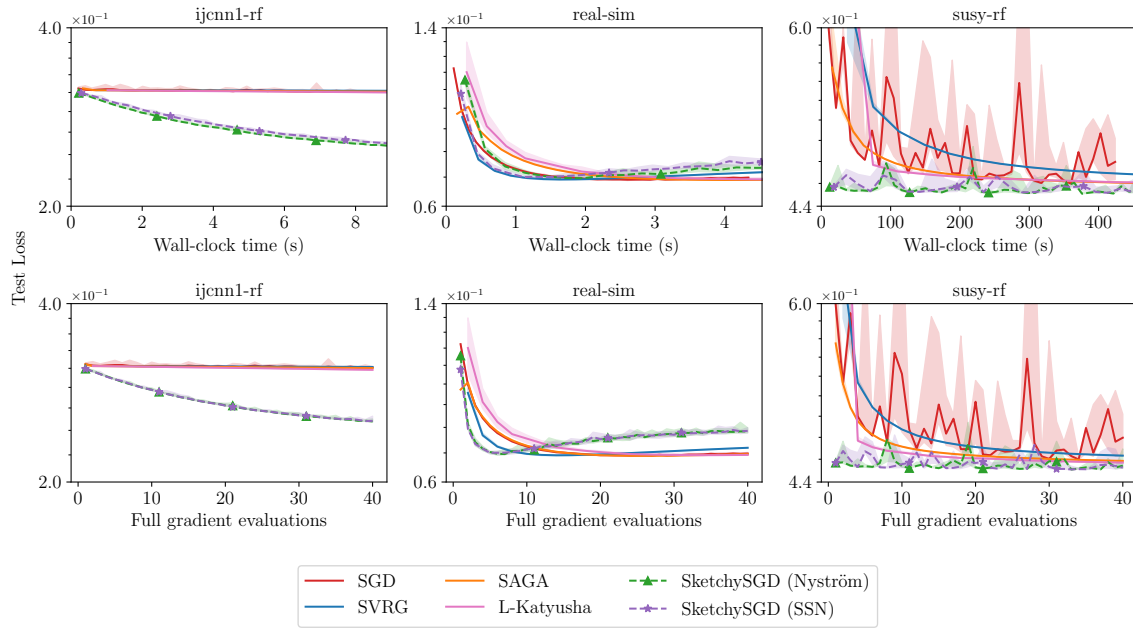 ijcnn1-rf
real-sim
susy-rf
×10⁻¹
×10⁻¹
×10⁻¹
4.0
2.0
0 2 4 6 8
Wall-clock time (s)
1.4
0.6
0 1 2 3 4
Wall-clock time (s)
6.0
4.4
0 100 200 300 400
Wall-clock time (s)
Test Loss
ijcnn1-rf
real-sim
susy-rf
×10⁻¹
×10⁻¹
×10⁻¹
4.0
2.0
0 10 20 30 40
Full gradient evaluations
1.4
0.6
0 10 20 30 40
Full gradient evaluations
6.0
4.4
0 10 20 30 40
Full gradient evaluations
SGD
SVRG
SAGA
L-Katyusha
SketchySGD (Nyström)
SketchySGD (SSN)